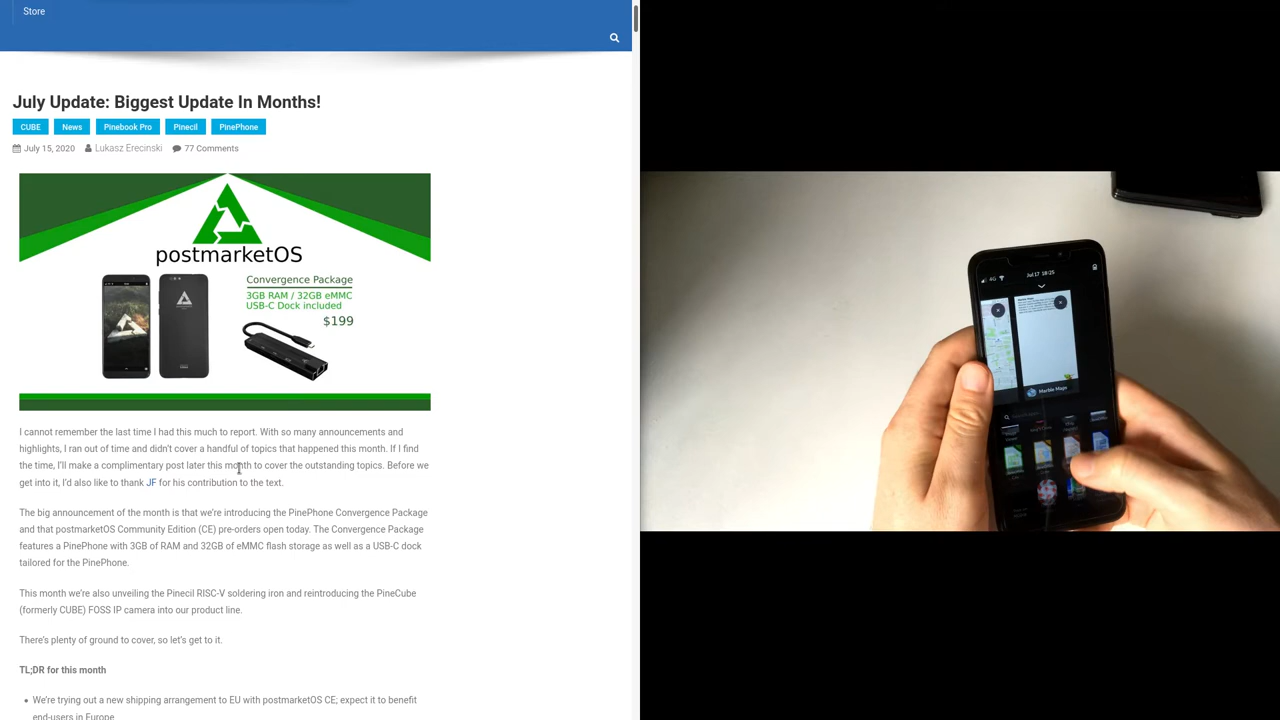 Store
July Update: Biggest Update In Months!
CUBE News Pinebook Pro Pinecil PinePhone
July 15, 2020 Lukasz Erecinski 77 Comments
postmarketOS
Convergence Package
3GB RAM / 32GB eMMC
USB-C Dock included
$199
I cannot remember the last time I had this much to report. With so many announcements and
highlights, I ran out of time and didn't cover a handful of topics that happened this month. If I find
the time, I'll make a complimentary post later this month to cover the outstanding topics. Before we
get into it, I'd also like to thank JF for his contribution to the text.
The big announcement of the month is that we're introducing the PinePhone Convergence Package
and that postmarketOS Community Edition (CE) pre-orders open today. The Convergence Package
features a PinePhone with 3GB of RAM and 32GB of eMMC flash storage as well as a USB-C dock
tailored for the PinePhone.
This month we're also unveiling the Pinecil RISC-V soldering iron and reintroducing the PineCube
(formerly CUBE) FOSS IP camera into our product line.
There's plenty of ground to cover, so let's get to it.
TL;DR for this month
• We're trying out a new shipping arrangement to EU with postmarketOS CE; expect it to benefit
end-users in Europe
4G Jul 17 18:25
Marble Maps